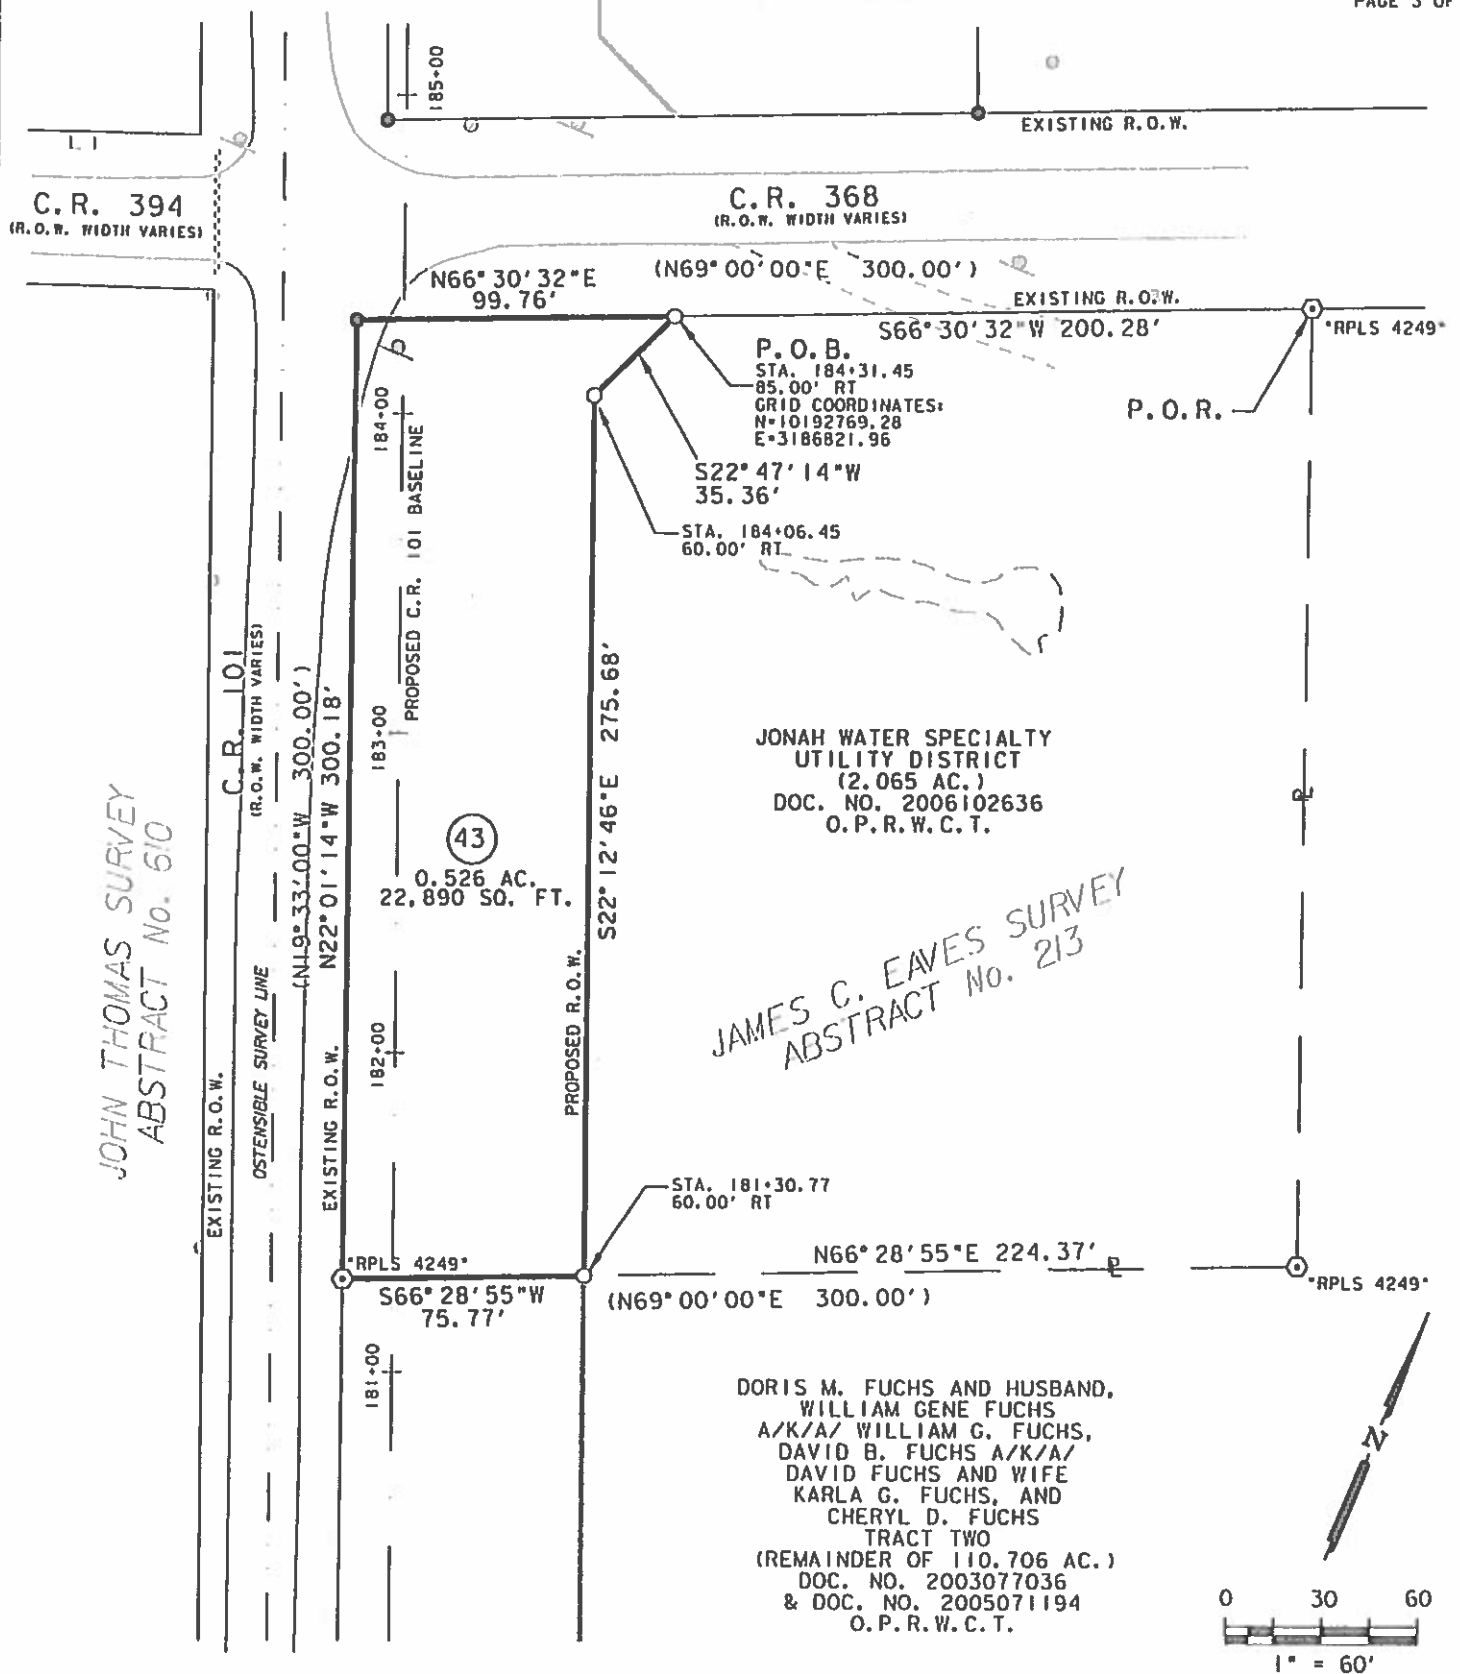 PAGE 3 OF
185+00
EXISTING R.O.W.
C.R. 394
(R.O.W. WIDTH VARIES)
C.R. 368
(R.O.W. WIDTH VARIES)
N66°30'32"E
99.76'
(N69°00'00"E 300.00')
EXISTING R.O.W.
S66°30'32"W 200.28'
"RPLS 4249"
P.O.B.
STA. 184+31.45
85.00' RT
GRID COORDINATES:
N=10192769.28
E=3186821.96
P.O.R.
184+00
S22°47'14"W
35.36'
STA. 184+06.45
60.00' RT
PROPOSED C.R. 101 BASELINE
C.R. 101
(R.O.W. WIDTH VARIES)
(N19°33'00"W 300.00')
N22°01'14"W 300.18'
183+00
S22°12'46"E 275.68'
JONAH WATER SPECIALTY
UTILITY DISTRICT
(2.065 AC.)
DOC. NO. 2006102636
O.P.R.W.C.T.
43
0.526 AC.
22,890 SQ. FT.
JOHN THOMAS SURVEY
ABSTRACT No. 610
JAMES C. EAVES SURVEY
ABSTRACT No. 213
EXISTING R.O.W.
OSTENSIBLE SURVEY LINE
EXISTING R.O.W.
182+00
PROPOSED R.O.W.
STA. 181+30.77
60.00' RT
"RPLS 4249"
S66°28'55"W
75.77'
N66°28'55"E 224.37'
(N69°00'00"E 300.00')
"RPLS 4249"
181+00
DORIS M. FUCHS AND HUSBAND,
WILLIAM GENE FUCHS
A/K/A/ WILLIAM G. FUCHS,
DAVID B. FUCHS A/K/A/
DAVID FUCHS AND WIFE
KARLA G. FUCHS, AND
CHERYL D. FUCHS
TRACT TWO
(REMAINDER OF 110.706 AC.)
DOC. NO. 2003077036
& DOC. NO. 2005071194
O.P.R.W.C.T.
N
0 30 60
1" = 60'